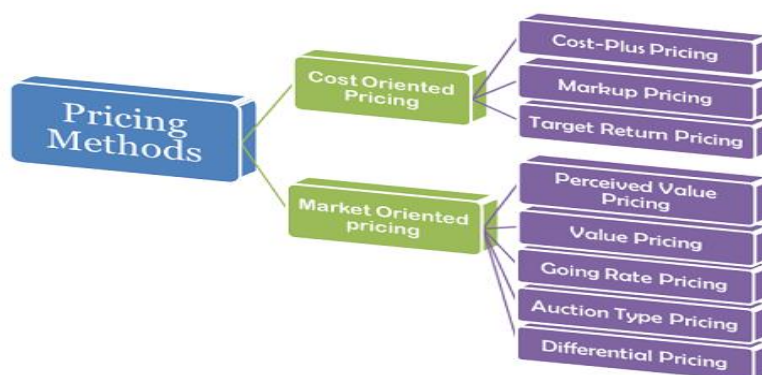 Pricing
Methods
Cost Oriented
Pricing
Cost-Plus Pricing
Markup Pricing
Target Return Pricing
Market Oriented
pricing
Perceived Value
Pricing
Value Pricing
Going Rate Pricing
Auction Type Pricing
Differential Pricing